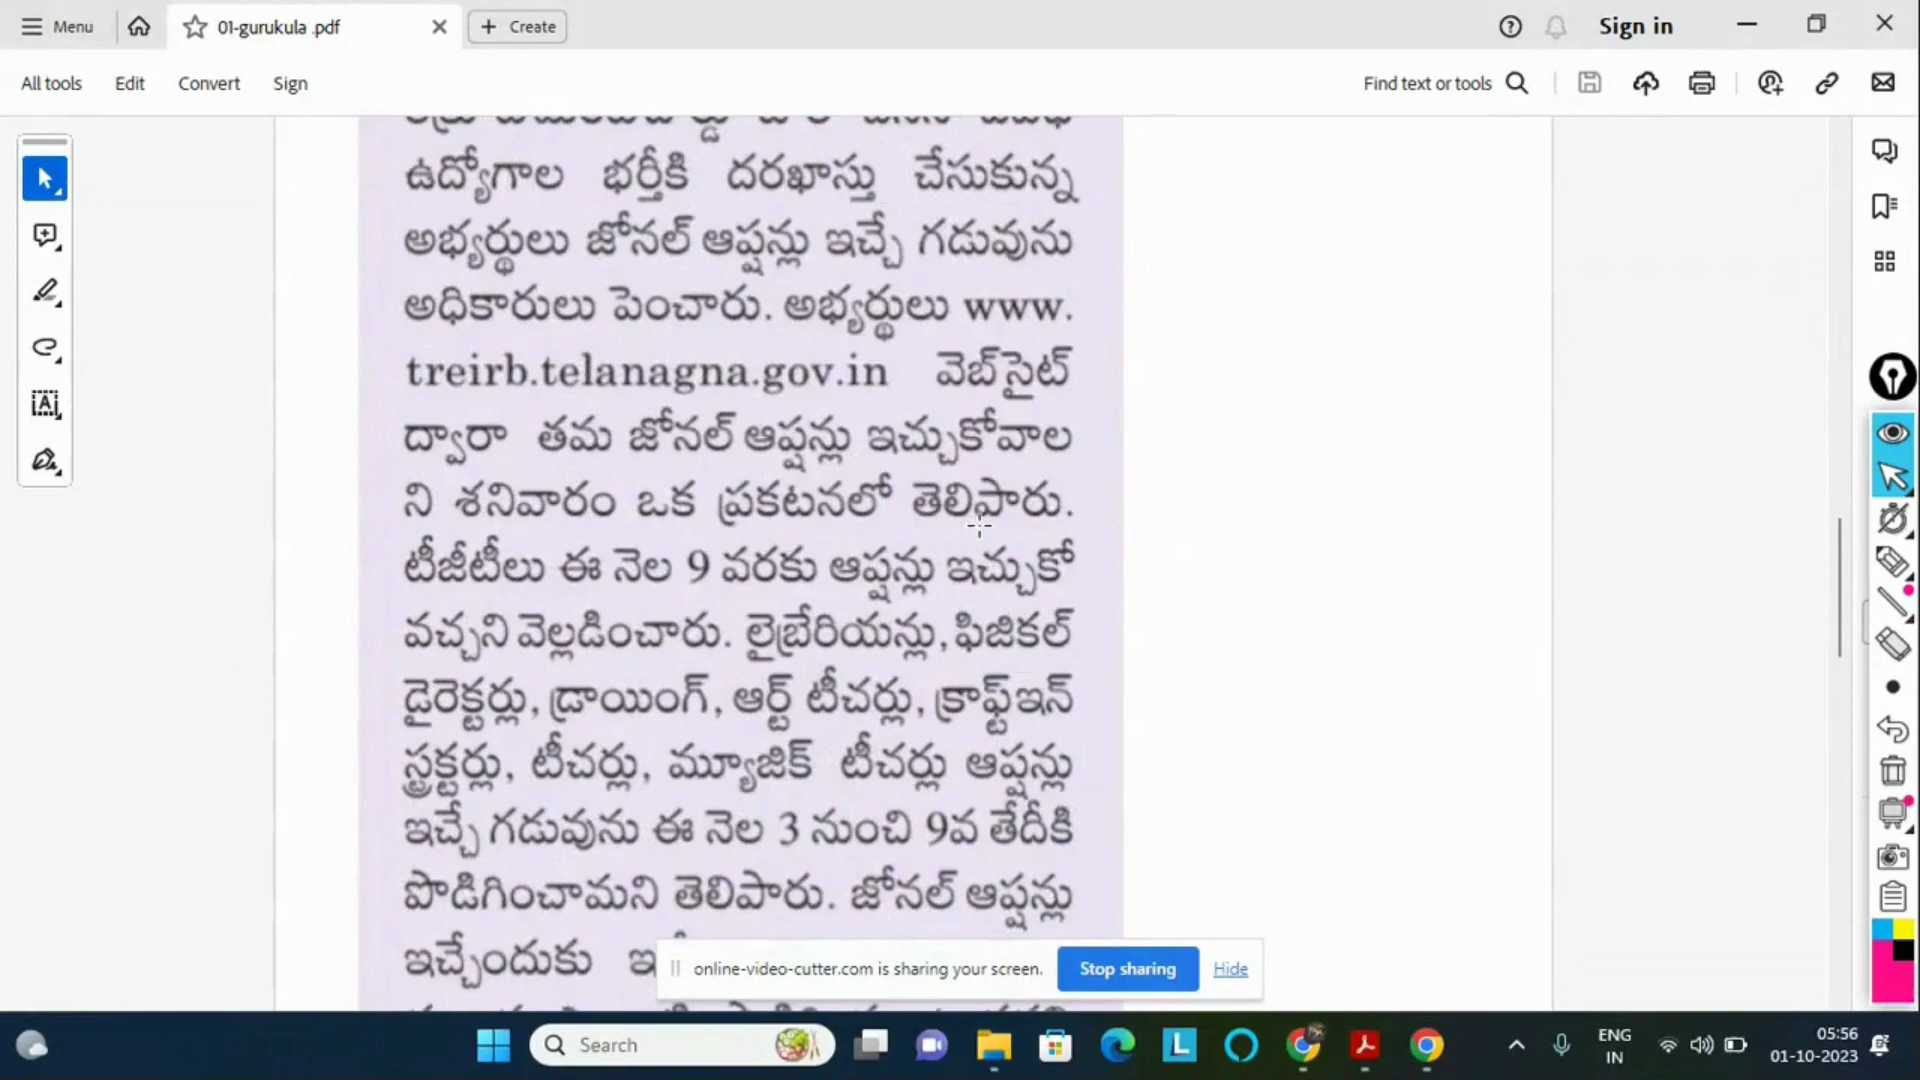 Menu
01-gurukula .pdf
Create
Sign in
All tools
Edit
Convert
Sign
Find text or tools
ఉద్యోగాల భర్తీకి దరఖాస్తు చేసుకున్న
అభ్యర్థులు జోనల్ ఆప్షన్లు ఇచ్చే గడువును
అధికారులు పెంచారు. అభ్యర్థులు www.
treirb.telanagna.gov.in వెబ్‌సైట్
ద్వారా తమ జోనల్ ఆప్షన్లు ఇచ్చుకోవాల
ని శనివారం ఒక ప్రకటనలో తెలిపారు.
టీజీటీలు ఈ నెల 9 వరకు ఆప్షన్లు ఇచ్చుకో
వచ్చని వెల్లడించారు. లైబ్రేరియన్లు, ఫిజికల్
డైరెక్టర్లు, డ్రాయింగ్, ఆర్ట్ టీచర్లు, క్రాఫ్ట్‌ఇన్
స్ట్రక్టర్లు, టీచర్లు, మ్యూజిక్ టీచర్లు ఆప్షన్లు
ఇచ్చే గడువును ఈ నెల 3 నుంచి 9వ తేదీకి
పొడిగించామని తెలిపారు. జోనల్ ఆప్షన్లు
ఇచ్చేందుకు
online-video-cutter.com is sharing your screen.
Stop sharing
Hide
Search
ENG
IN
05:56
01-10-2023